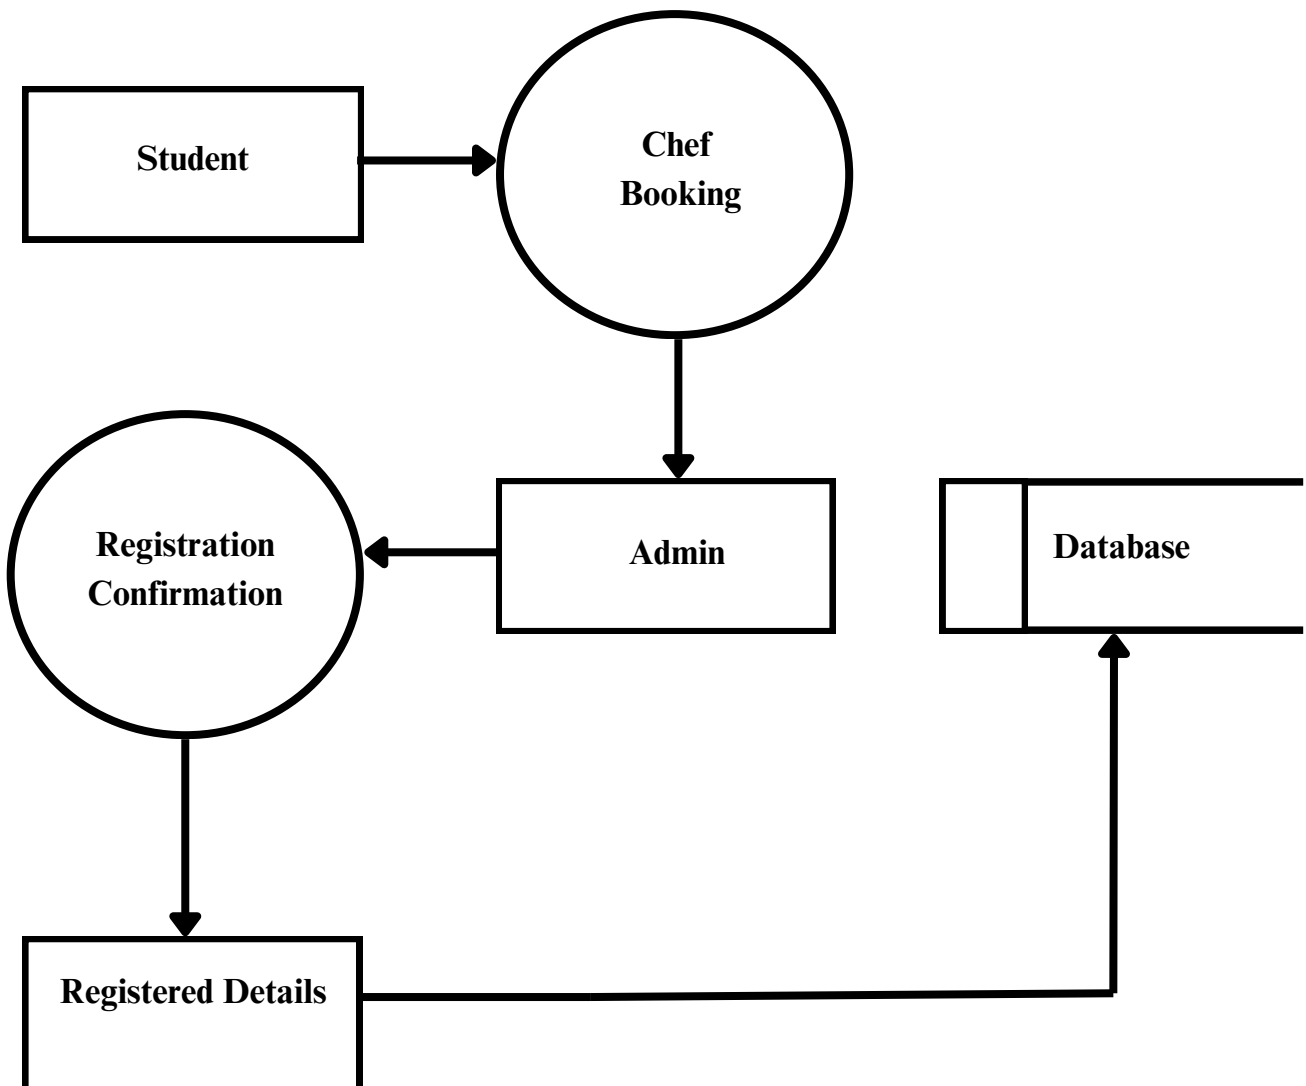 Student
Chef
Booking
Registration
Confirmation
Admin
Database
Registered Details